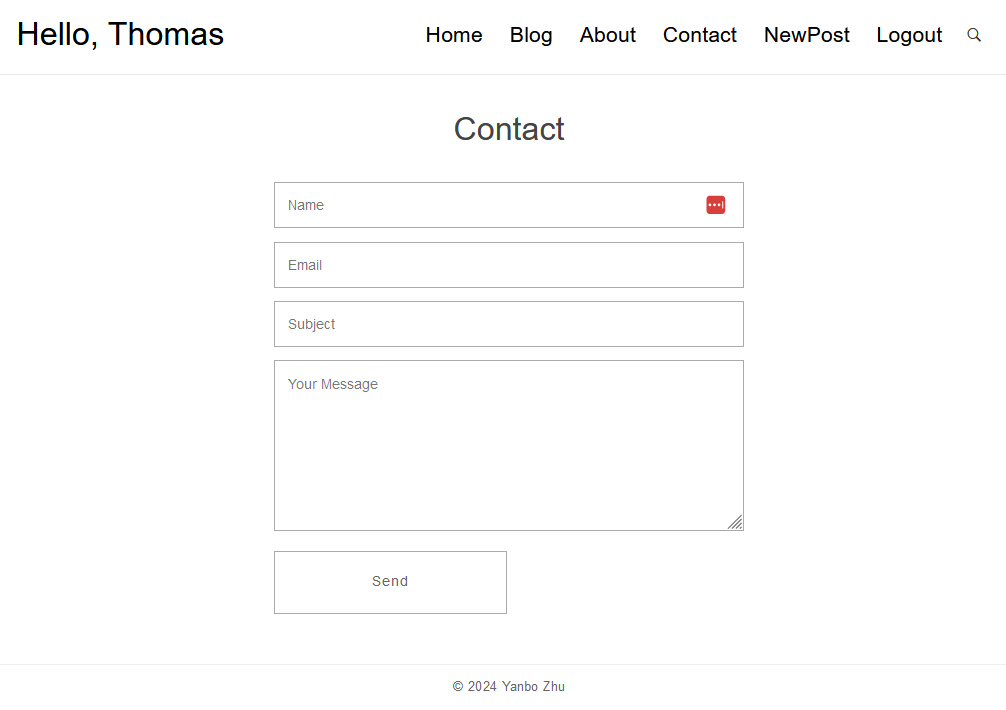 Hello, Thomas
Home Blog About Contact NewPost Logout
Contact
Name
Email
Subject
Your Message
Send
© 2024 Yanbo Zhu